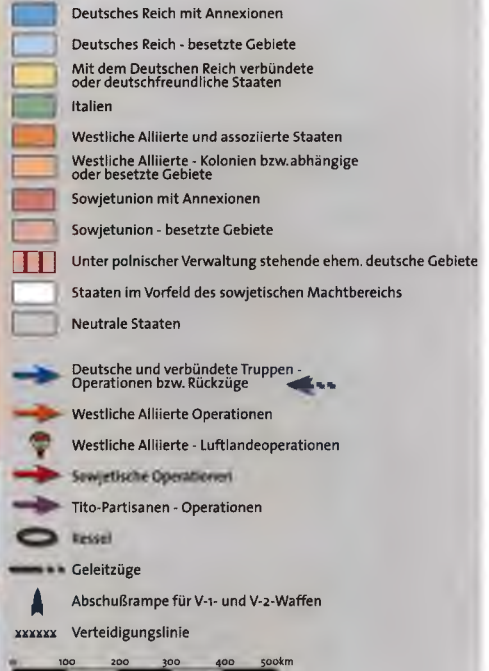 Deutsches Reich mit Annexionen
Deutsches Reich - besetzte Gebiete
Mit dem Deutschen Reich verbündete
oder deutschfreundliche Staaten
Italien
Westliche Alliierte und assoziierte Staaten
Westliche Alliierte - Kolonien bzw. abhängige
oder besetzte Gebiete
Sowjetunion mit Annexionen
Sowjetunion - besetzte Gebiete
Unter polnischer Verwaltung stehende ehem. deutsche Gebiete
Staaten im Vorfeld des sowjetischen Machtbereichs
Neutrale Staaten
Deutsche und verbündete Truppen -
Operationen bzw. Rückzüge
Westliche Alliierte Operationen
Westliche Alliierte - Luftlandeoperationen
Sowjetische Operationen
Tito-Partisanen - Operationen
Kessel
Geleitzüge
Abschußrampe für V-1- und V-2-Waffen
xxxxxx Verteidigungslinie
0 100 200 300 400 500km